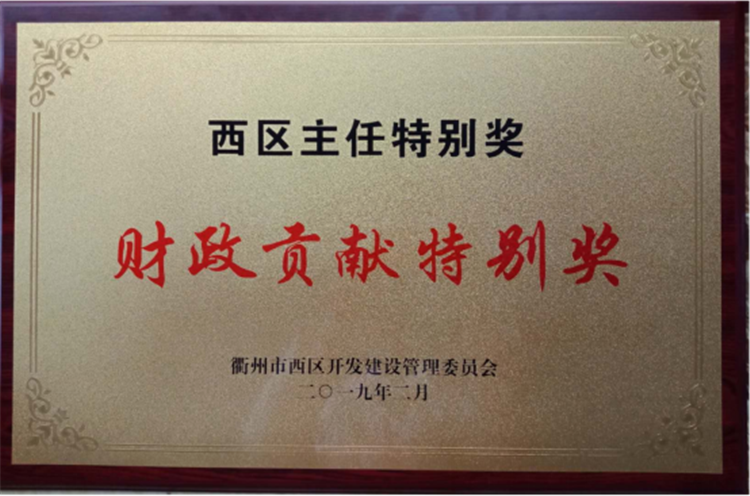 西区主任特别奖
财政贡献特别奖
衢州市西区开发建设管理委员会
二〇一九年二月